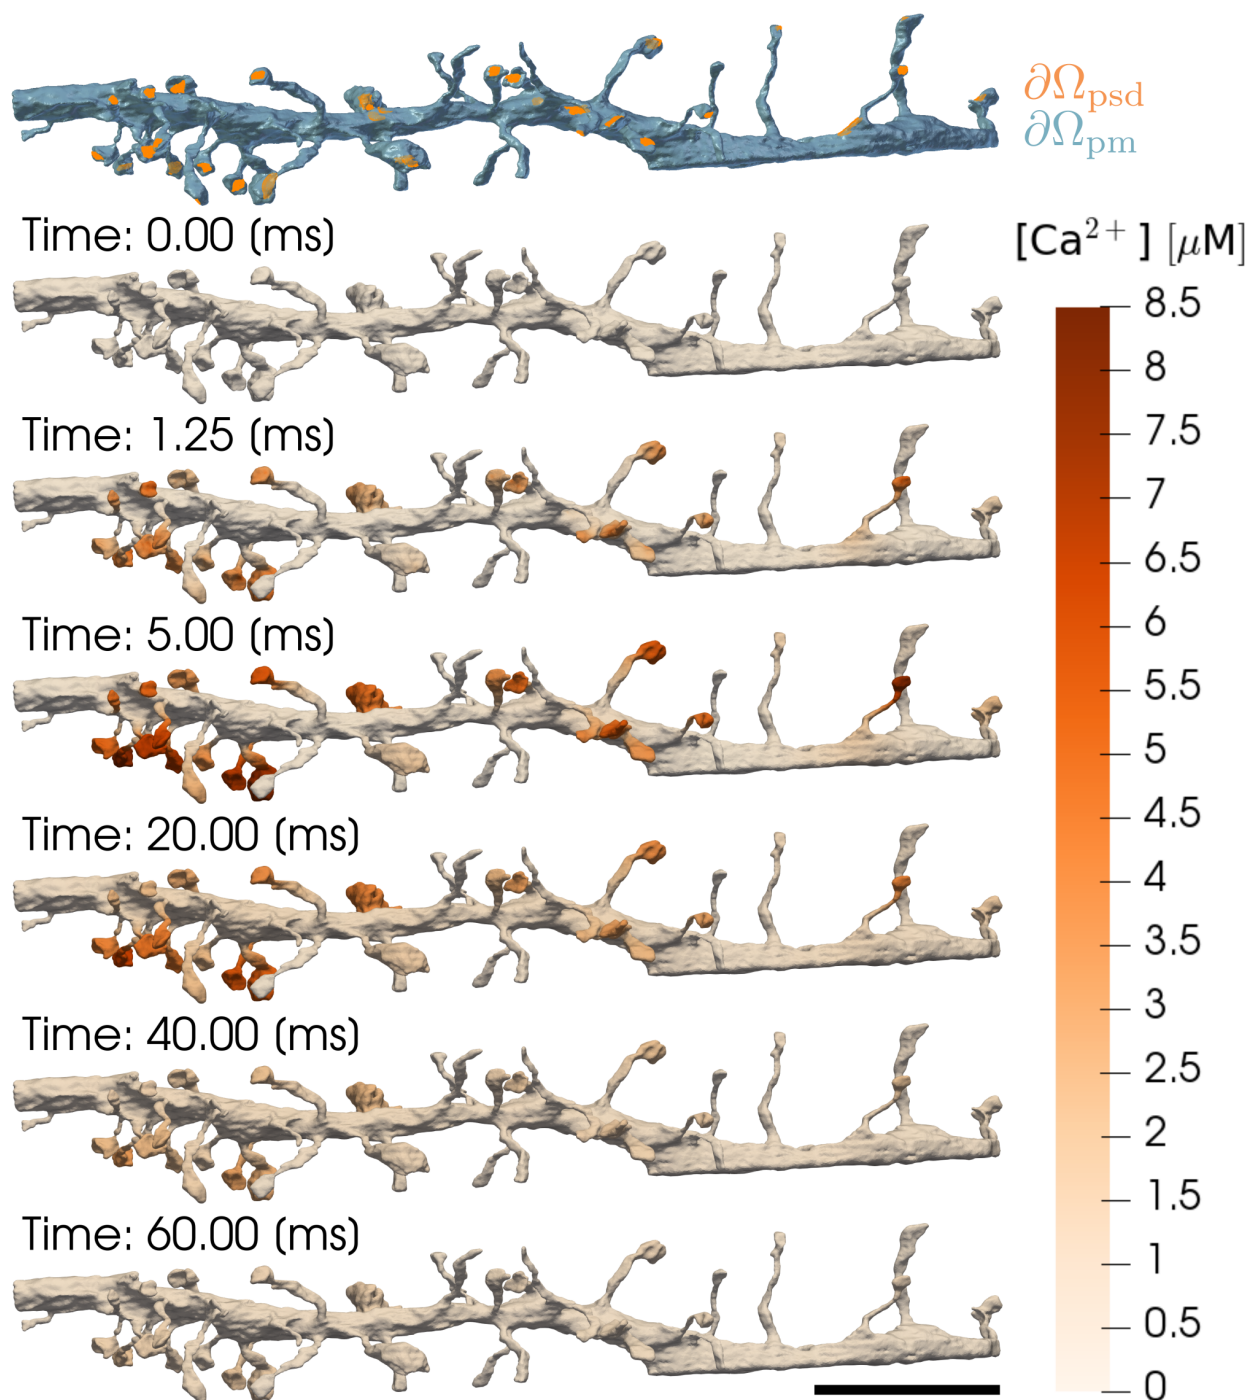 ∂Ωpsd
∂Ωpm
Time: 0.00 (ms)
[Ca²⁺] [μM]
8.5
8
Time: 1.25 (ms)
7.5
7
6.5
Time: 5.00 (ms)
6
5.5
5
Time: 20.00 (ms)
4.5
4
3.5
Time: 40.00 (ms)
3
2.5
2
1.5
Time: 60.00 (ms)
1
0.5
0